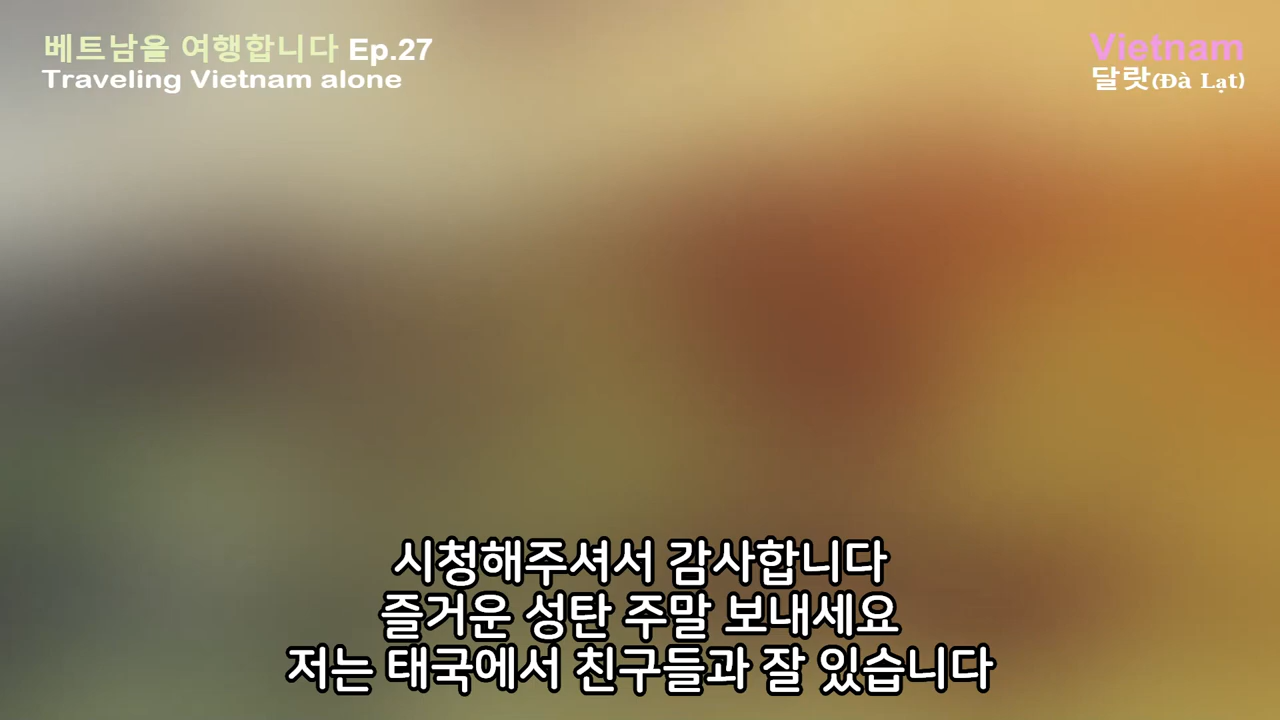 베트남을 여행합니다 Ep.27
Traveling Vietnam alone
Vietnam
달랏(Đà Lạt)
시청해주셔서 감사합니다
즐거운 성탄 주말 보내세요
저는 태국에서 친구들과 잘 있습니다